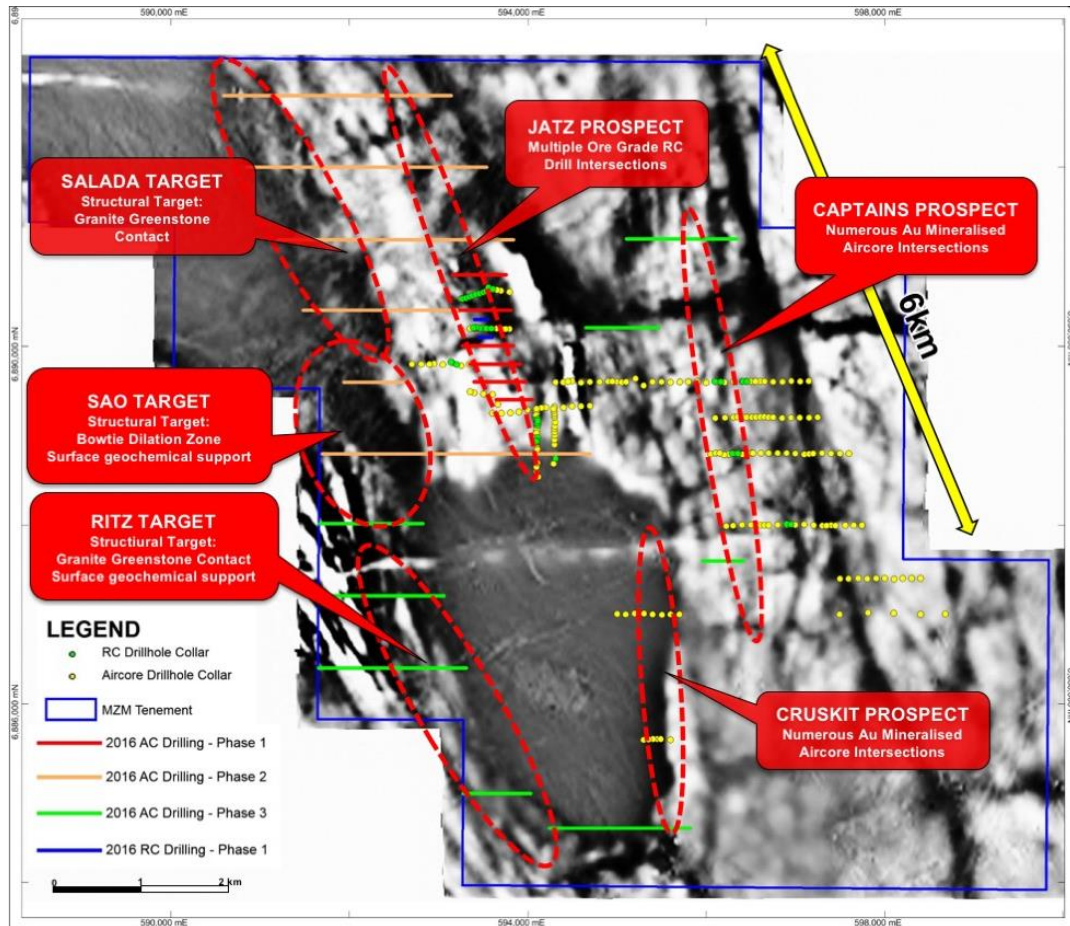 590,000 mE
594,000 mE
598,000 mE
JATZ PROSPECT
Multiple Ore Grade RC
Drill Intersections
SALADA TARGET
Structural Target:
Granite Greenstone
Contact
CAPTAINS PROSPECT
Numerous Au Mineralised
Aircore Intersections
6km
6,890,000 mN
SAO TARGET
Structural Target:
Bowtie Dilation Zone
Surface geochemical support
RITZ TARGET
Structiural Target:
Granite Greenstone Contact
Surface geochemical support
LEGEND
RC Drillhole Collar
Aircore Drillhole Collar
MZM Tenement
2016 AC Drilling - Phase 1
2016 AC Drilling - Phase 2
2016 AC Drilling - Phase 3
2016 RC Drilling - Phase 1
0 1 2 km
6,886,000 mN
CRUSKIT PROSPECT
Numerous Au Mineralised
Aircore Intersections
590,000 mE
594,000 mE
598,000 mE